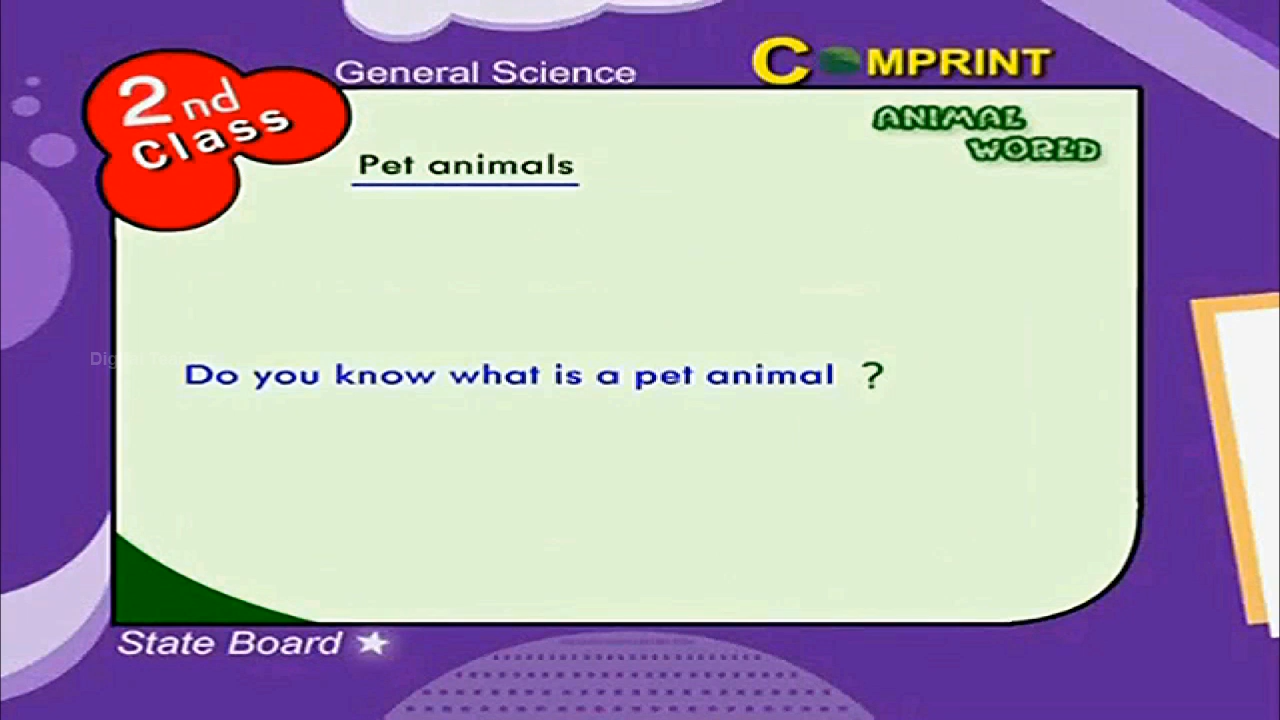 General Science
COMPRINT
2nd
Class
ANIMAL
WORLD
Pet animals
Do you know what is a pet animal ?
State Board